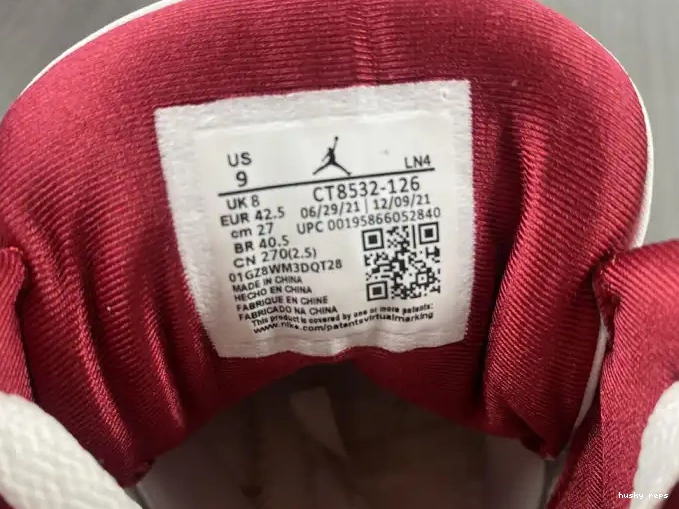 US
9
LN4
UK 8
CT8532-126
EUR 42.5
06/29/21 | 12/09/21
cm 27
UPC 00195866052840
BR 40.5
CN 270(2.5)
01GZ8WM3DQT28
MADE IN CHINA
HECHO EN CHINA
FABRIQUE EN CHINE
FABRICADO NA CHINA
This product is covered by one or more patents:
www.nike.com/patentsvirtualmarking
husky reps